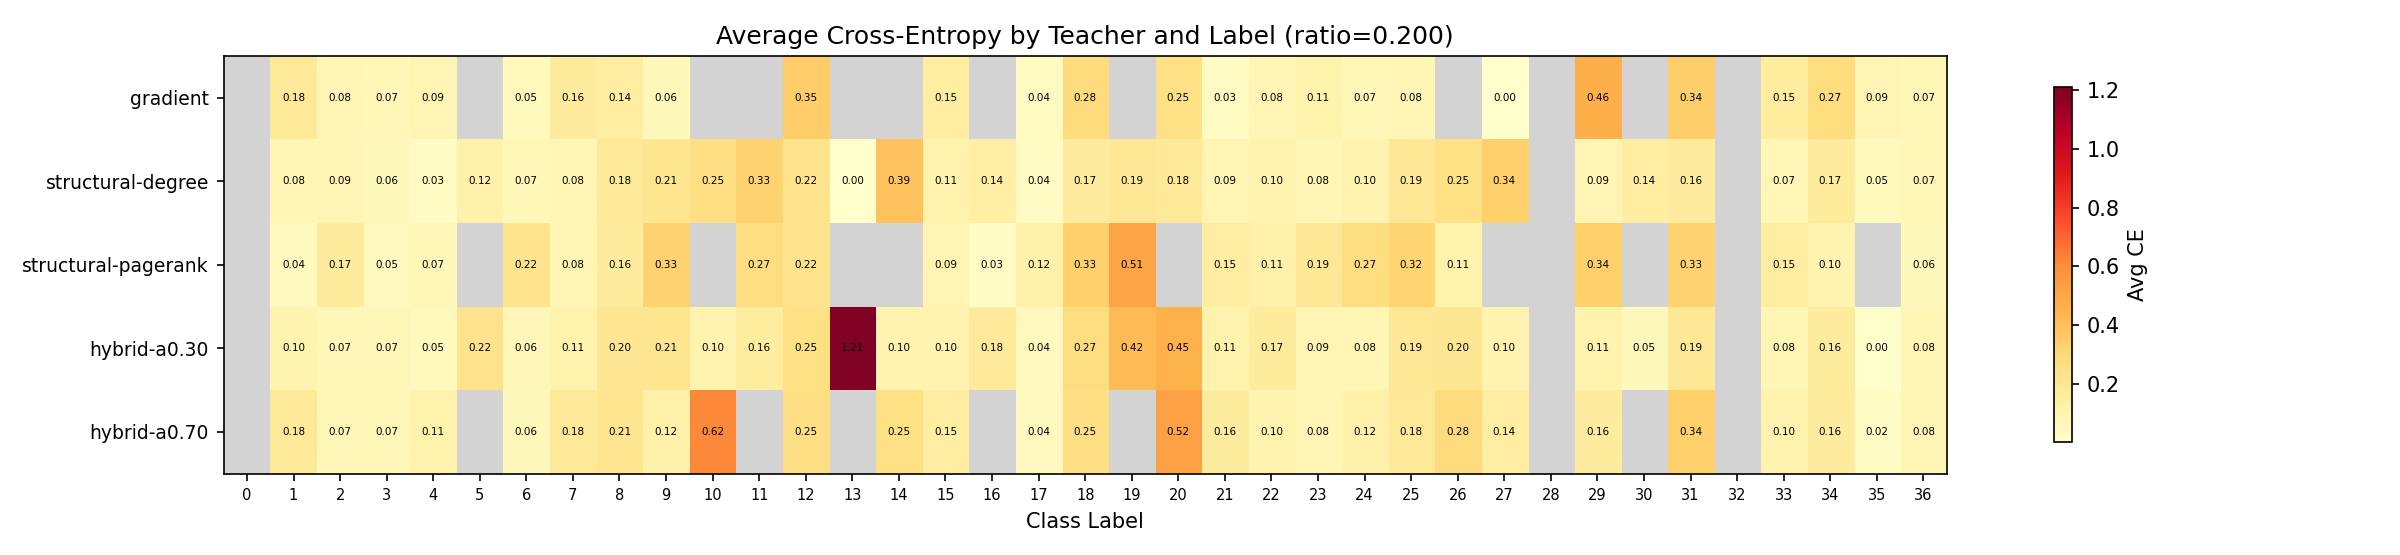 Average Cross-Entropy by Teacher and Label (ratio=0.200)
gradient 0.18 0.08 0.07 0.09 0.05 0.16 0.14 0.06 0.35 0.15 0.04 0.28 0.25 0.03 0.08 0.11 0.07 0.08 0.00 0.46 0.34 0.15 0.27 0.09 0.07
structural-degree 0.08 0.09 0.06 0.03 0.12 0.07 0.08 0.18 0.21 0.25 0.33 0.22 0.00 0.39 0.11 0.14 0.04 0.17 0.19 0.18 0.09 0.10 0.08 0.10 0.19 0.25 0.34 0.09 0.14 0.16 0.07 0.17 0.05 0.07
structural-pagerank 0.04 0.17 0.05 0.07 0.22 0.08 0.16 0.33 0.27 0.22 0.09 0.03 0.12 0.33 0.51 0.15 0.11 0.19 0.27 0.32 0.11 0.34 0.33 0.15 0.10 0.06
hybrid-a0.30 0.10 0.07 0.07 0.05 0.22 0.06 0.11 0.20 0.21 0.10 0.16 0.25 1.21 0.10 0.10 0.18 0.04 0.27 0.42 0.45 0.11 0.17 0.09 0.08 0.19 0.20 0.10 0.11 0.05 0.19 0.08 0.16 0.00 0.08
hybrid-a0.70 0.18 0.07 0.07 0.11 0.06 0.18 0.21 0.12 0.62 0.25 0.25 0.15 0.04 0.25 0.52 0.16 0.10 0.08 0.12 0.18 0.28 0.14 0.16 0.34 0.10 0.16 0.02 0.08
0 1 2 3 4 5 6 7 8 9 10 11 12 13 14 15 16 17 18 19 20 21 22 23 24 25 26 27 28 29 30 31 32 33 34 35 36
Class Label
1.2
1.0
0.8
0.6
0.4
0.2
Avg CE